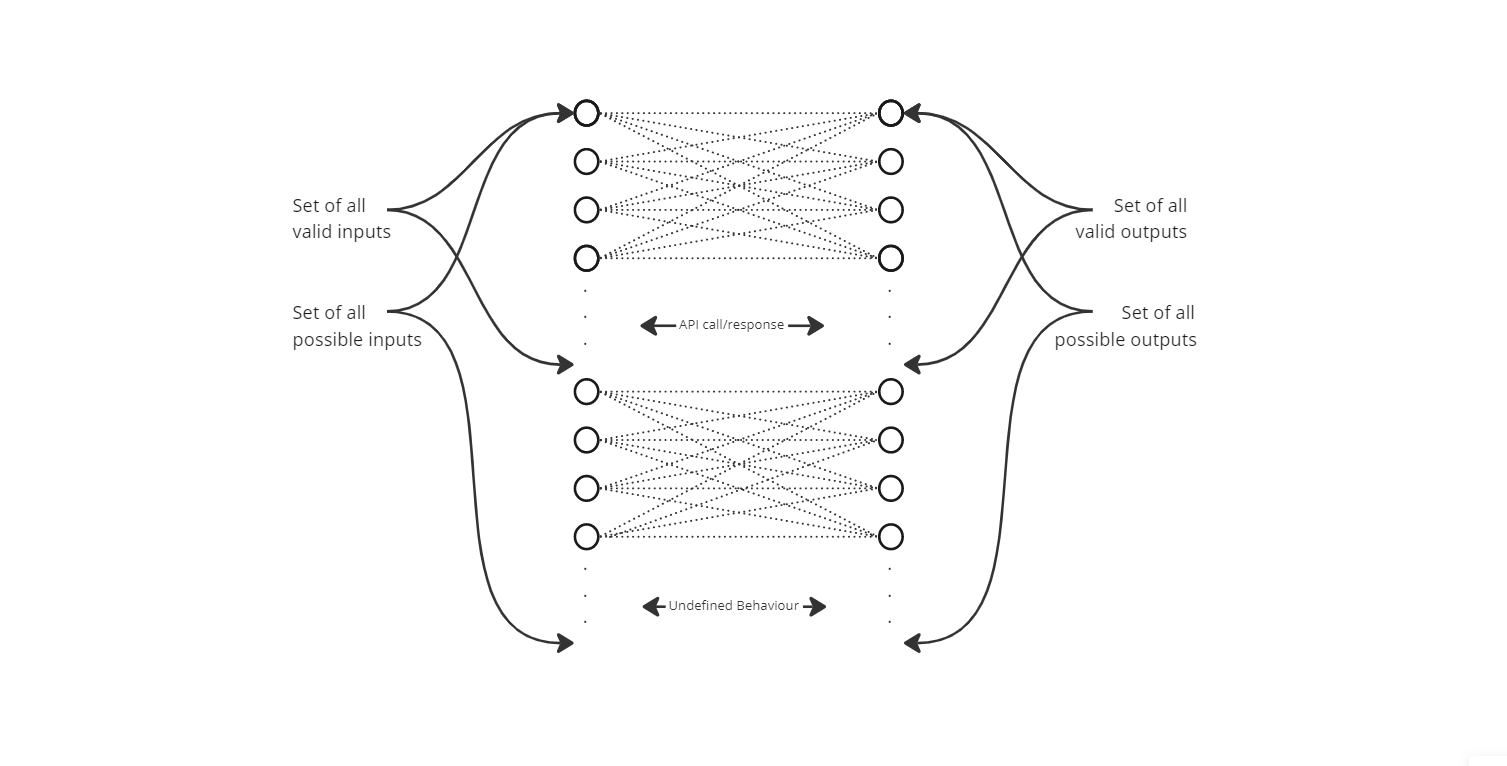 Set of all
valid inputs
Set of all
possible inputs
API call/response
Undefined Behaviour
Set of all
valid outputs
Set of all
possible outputs